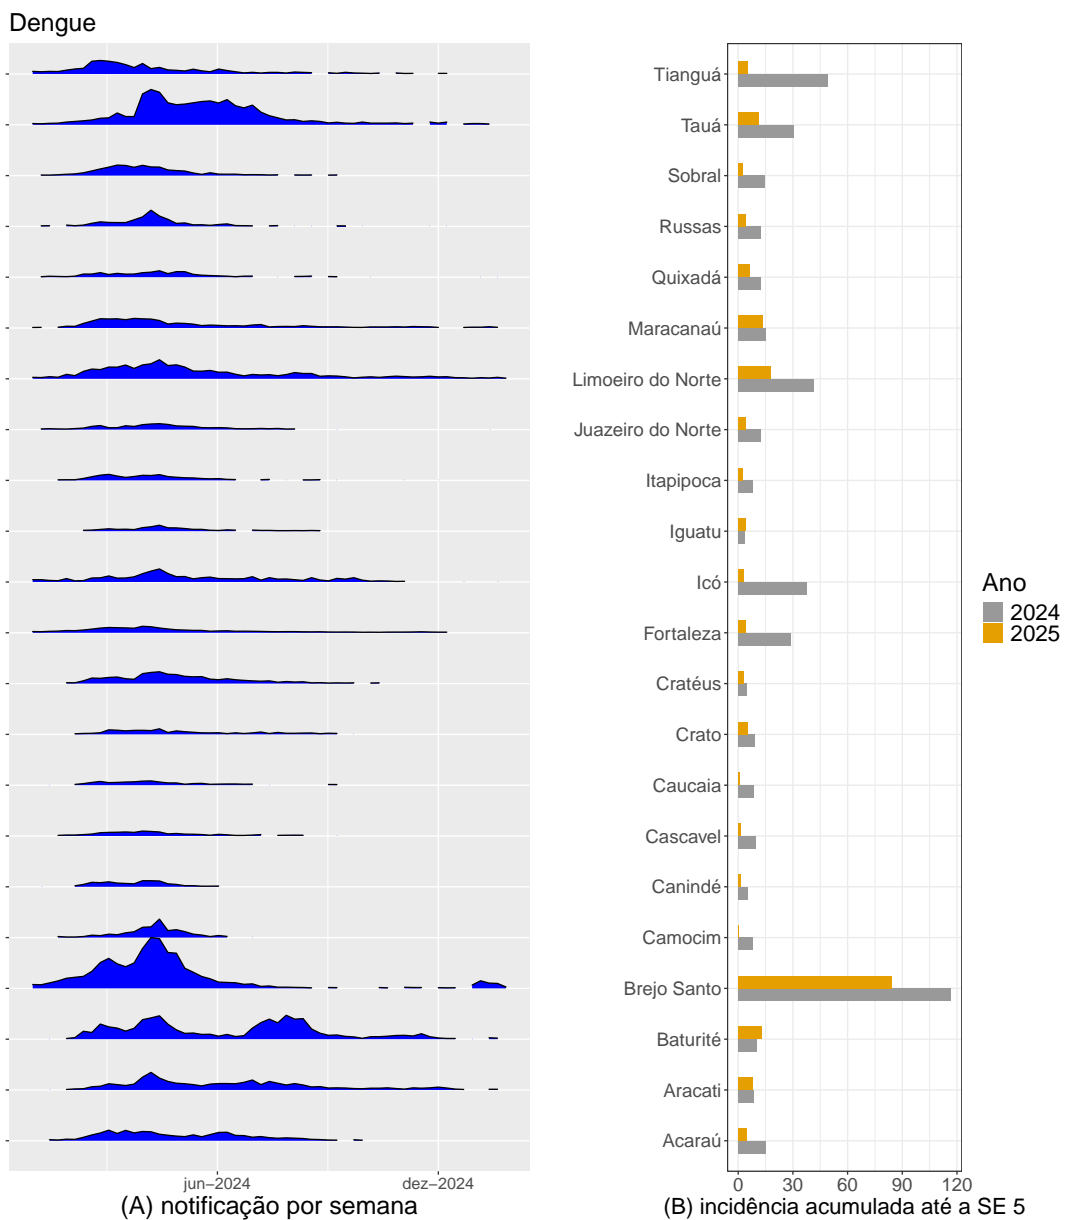 Dengue
Tianguá
Tauá
Sobral
Russas
Quixadá
Maracanaú
Limoeiro do Norte
Juazeiro do Norte
Itapipoca
Iguatu
Icó
Fortaleza
Cratéus
Crato
Caucaia
Cascavel
Canindé
Camocim
Brejo Santo
Baturité
Aracati
Acaraú
Ano
2024
2025
jun−2024 dez−2024
(A) notificação por semana
0 30 60 90 120
(B) incidência acumulada até a SE 5